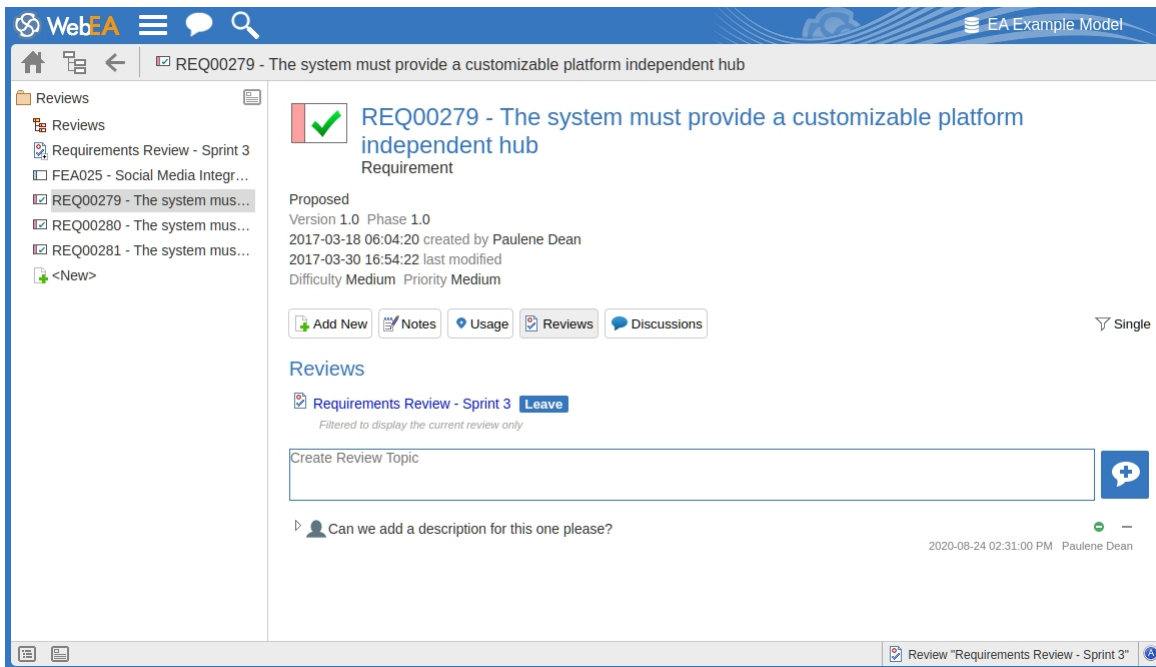 WebEA
EA Example Model
REQ00279 - The system must provide a customizable platform independent hub
Reviews
Reviews
Requirements Review - Sprint 3
FEA025 - Social Media Integr...
REQ00279 - The system mus...
REQ00280 - The system mus...
REQ00281 - The system mus...
<New>
REQ00279 - The system must provide a customizable platform
independent hub
Requirement
Proposed
Version 1.0 Phase 1.0
2017-03-18 06:04:20 created by Paulene Dean
2017-03-30 16:54:22 last modified
Difficulty Medium Priority Medium
Add New Notes Usage Reviews Discussions Single
Reviews
Requirements Review - Sprint 3 Leave
Filtered to display the current review only
Create Review Topic
Can we add a description for this one please?
2020-08-24 02:31:00 PM Paulene Dean
Review "Requirements Review - Sprint 3" A